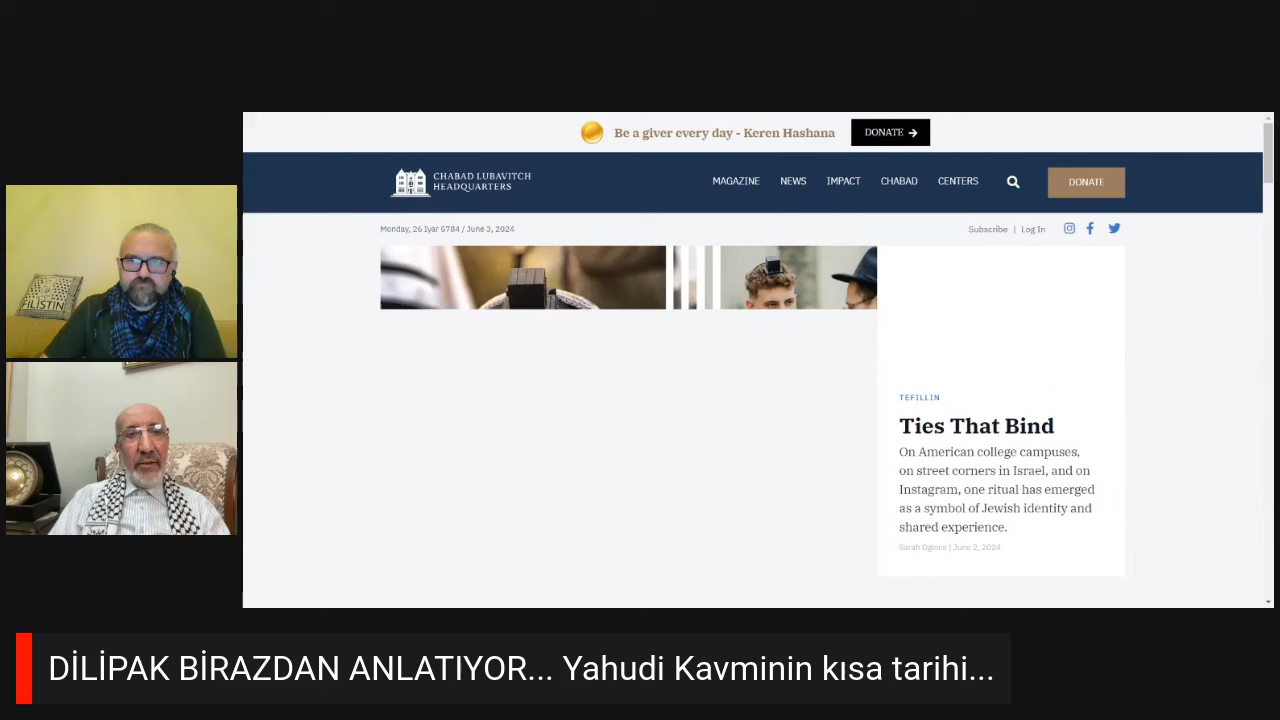 Be a giver every day - Keren Hashana
DONATE →
CHABAD LUBAVITCH
HEADQUARTERS
MAGAZINE NEWS IMPACT CHABAD CENTERS
DONATE
Monday, 26 Iyar 5784 / June 3, 2024
Subscribe | Log In
FİLİSTİN
TEFILLIN
Ties That Bind
On American college campuses,
on street corners in Israel, and on
Instagram, one ritual has emerged
as a symbol of Jewish identity and
shared experience.
Sarah Ogince | June 2, 2024
DİLİPAK BİRAZDAN ANLATIYOR... Yahudi Kavminin kısa tarihi...